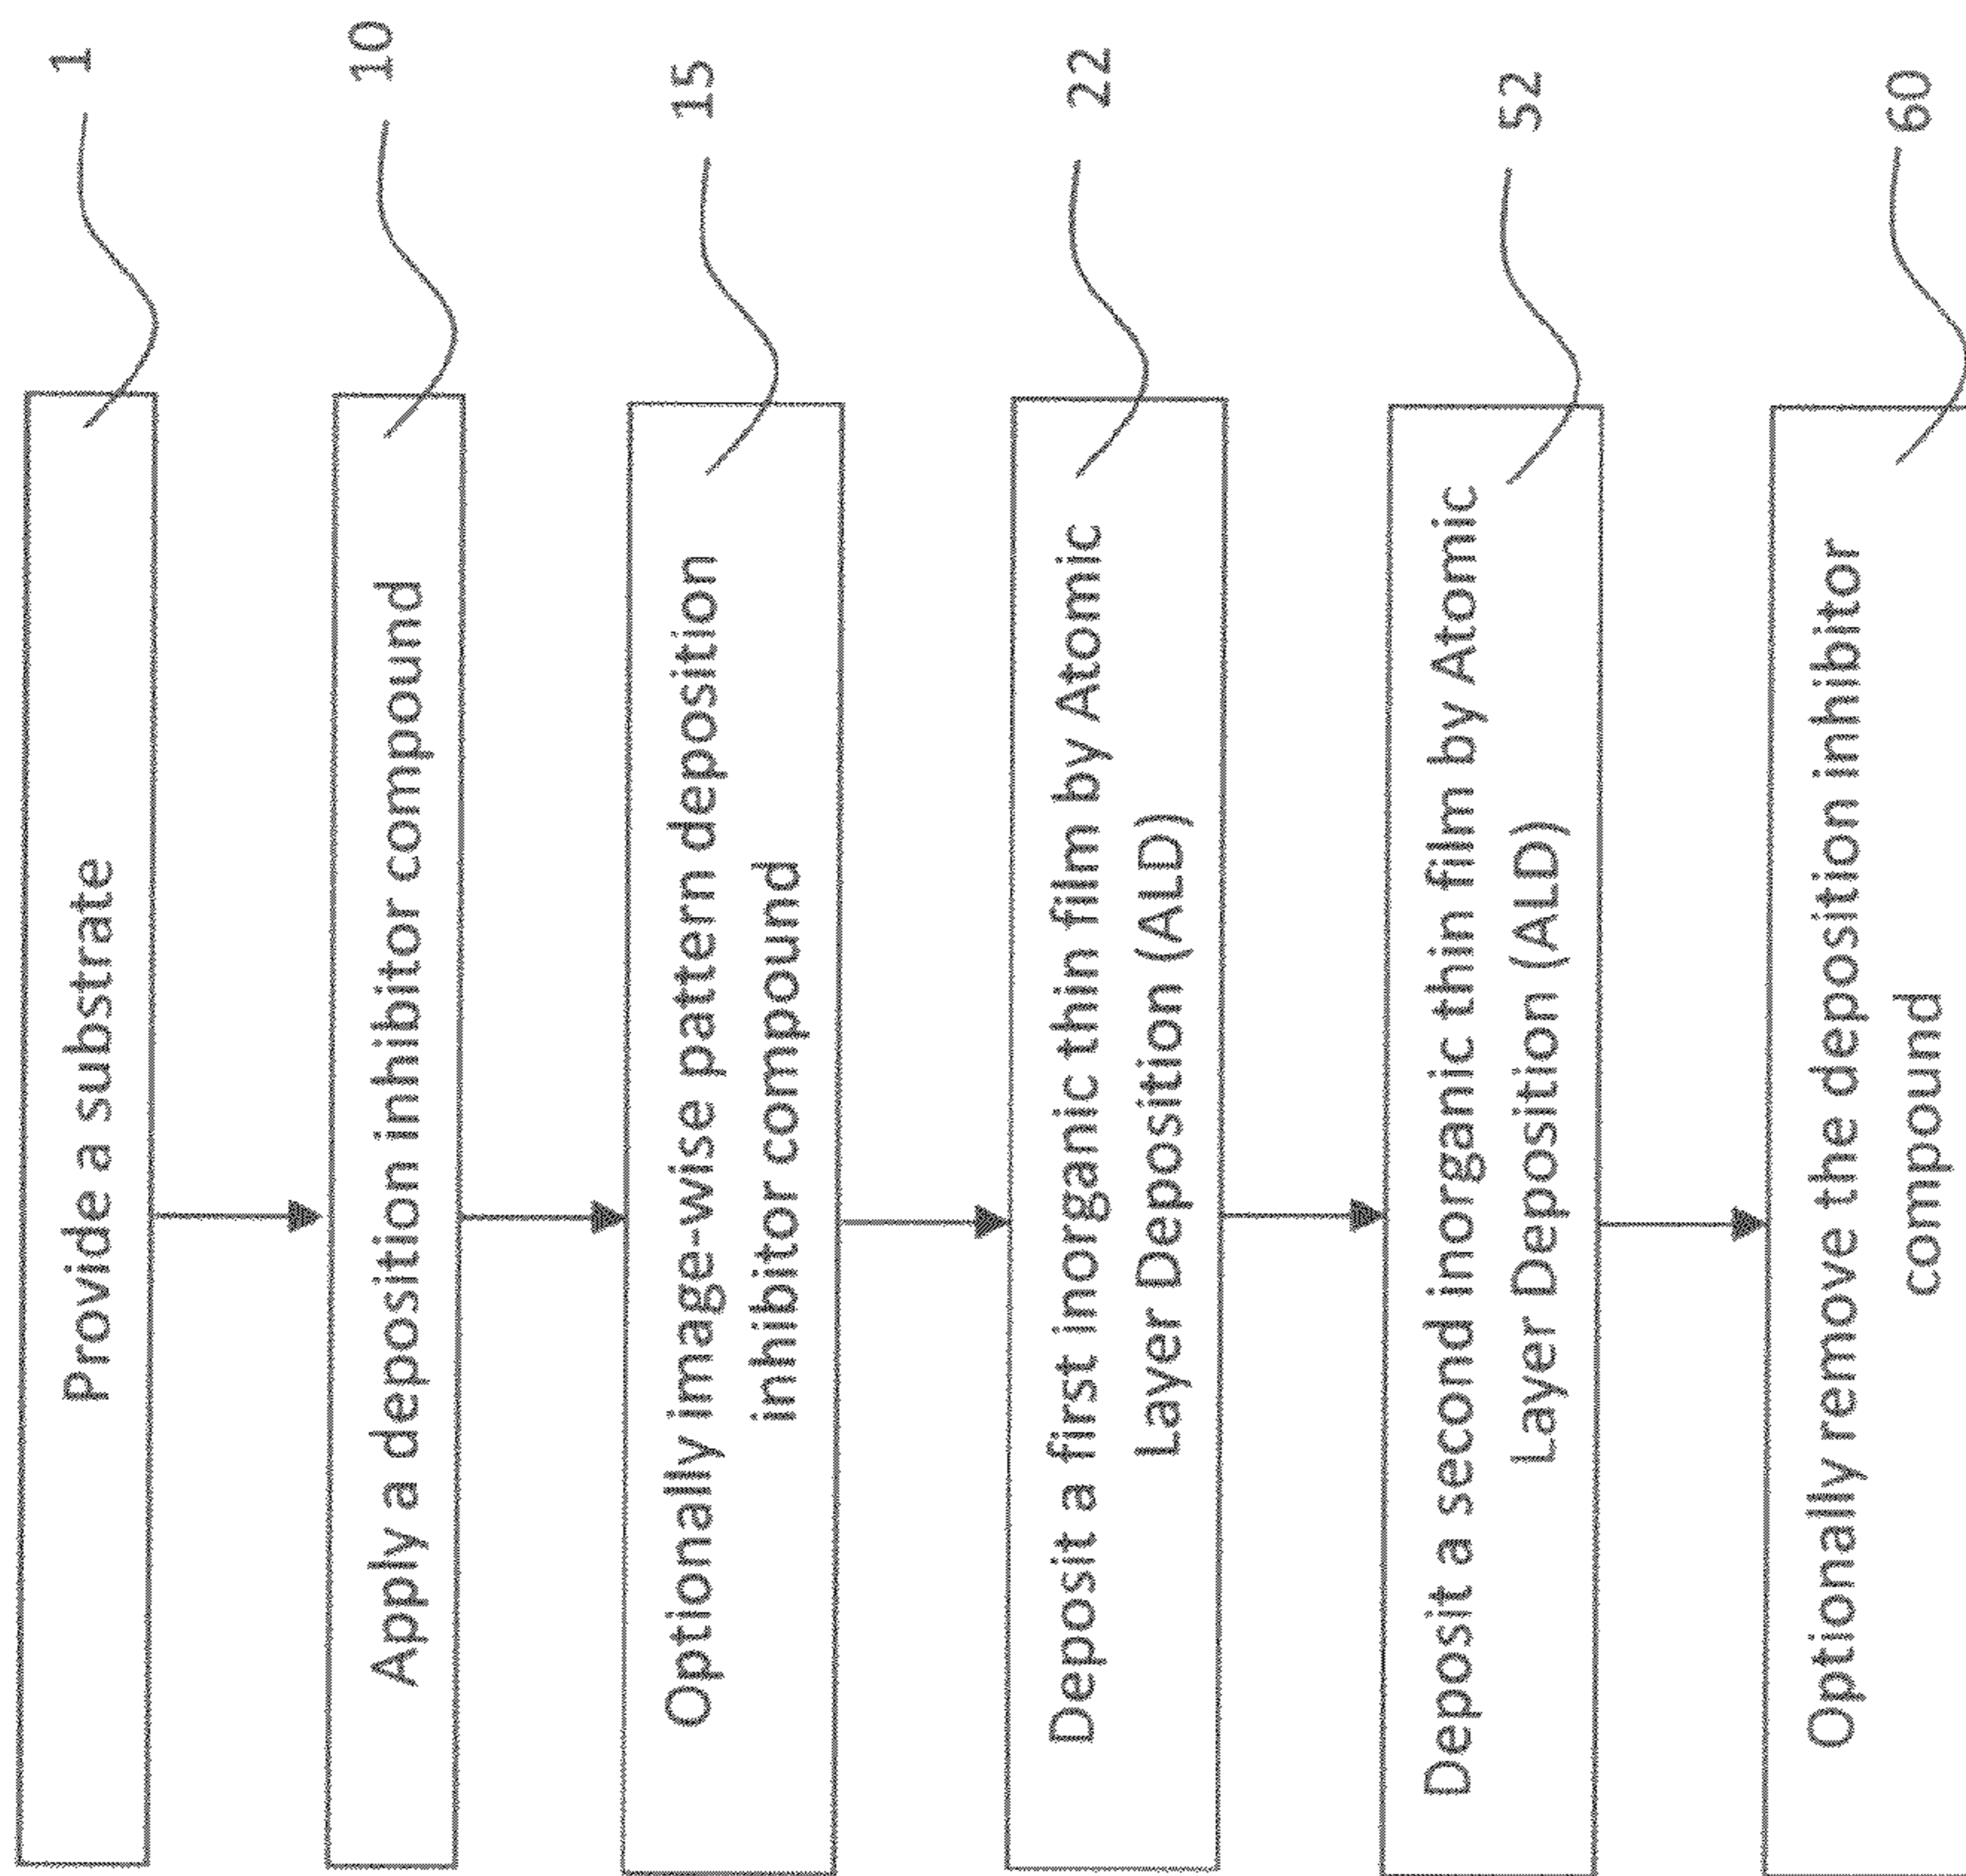 Provide a substrate
1
Apply a deposition inhibitor compound
10
Optionally image-wise pattern deposition
inhibitor compound
15
Deposit a first inorganic thin film by Atomic
Layer Deposition (ALD)
22
Deposit a second inorganic thin film by Atomic
Layer Deposition (ALD)
52
Optionally remove the deposition inhibitor
compound
60